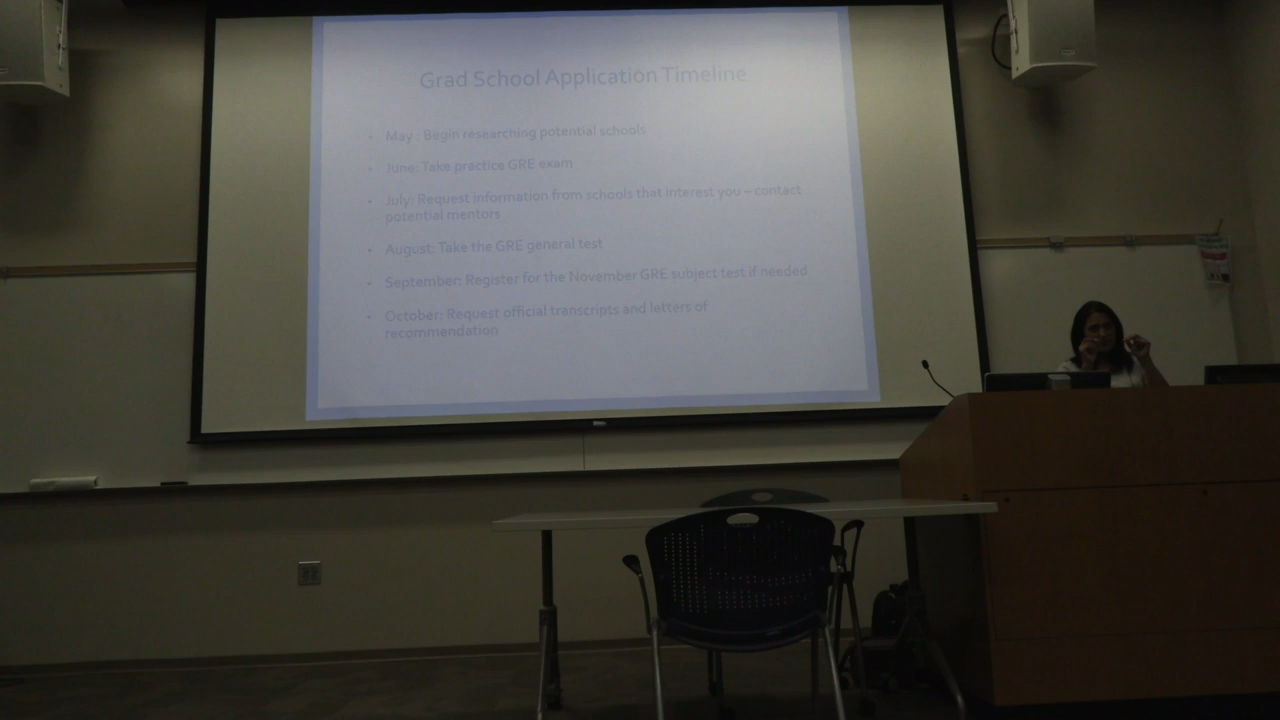 Grad School Application Timeline
May : Begin researching potential schools
June: Take practice GRE exam
July: Request information from schools that interest you – contact
potential mentors
August: Take the GRE general test
September: Register for the November GRE subject test if needed
October: Request official transcripts and letters of
recommendation